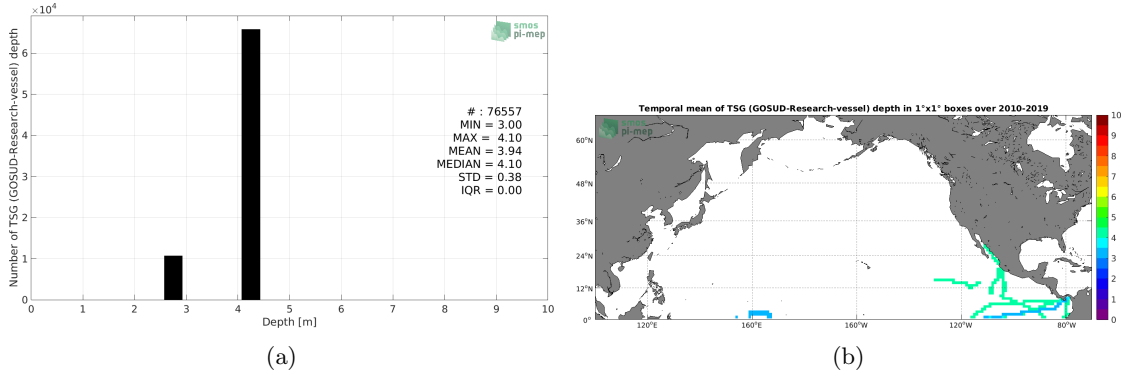 ×10⁴
6
5
4
3
2
1
0
Number of TSG (GOSUD-Research-vessel) depth
smos
pi-mep
# : 76557
MIN = 3.00
MAX = 4.10
MEAN = 3.94
MEDIAN = 4.10
STD = 0.38
IQR = 0.00
0 1 2 3 4 5 6 7 8 9 10
Depth [m]
(a)
Temporal mean of TSG (GOSUD-Research-vessel) depth in 1°x1° boxes over 2010-2019
smos
pi-mep
60°N
48°N
36°N
24°N
12°N
0°
120°E 160°E 160°W 120°W 80°W
10
9
8
7
6
5
4
3
2
1
0
(b)